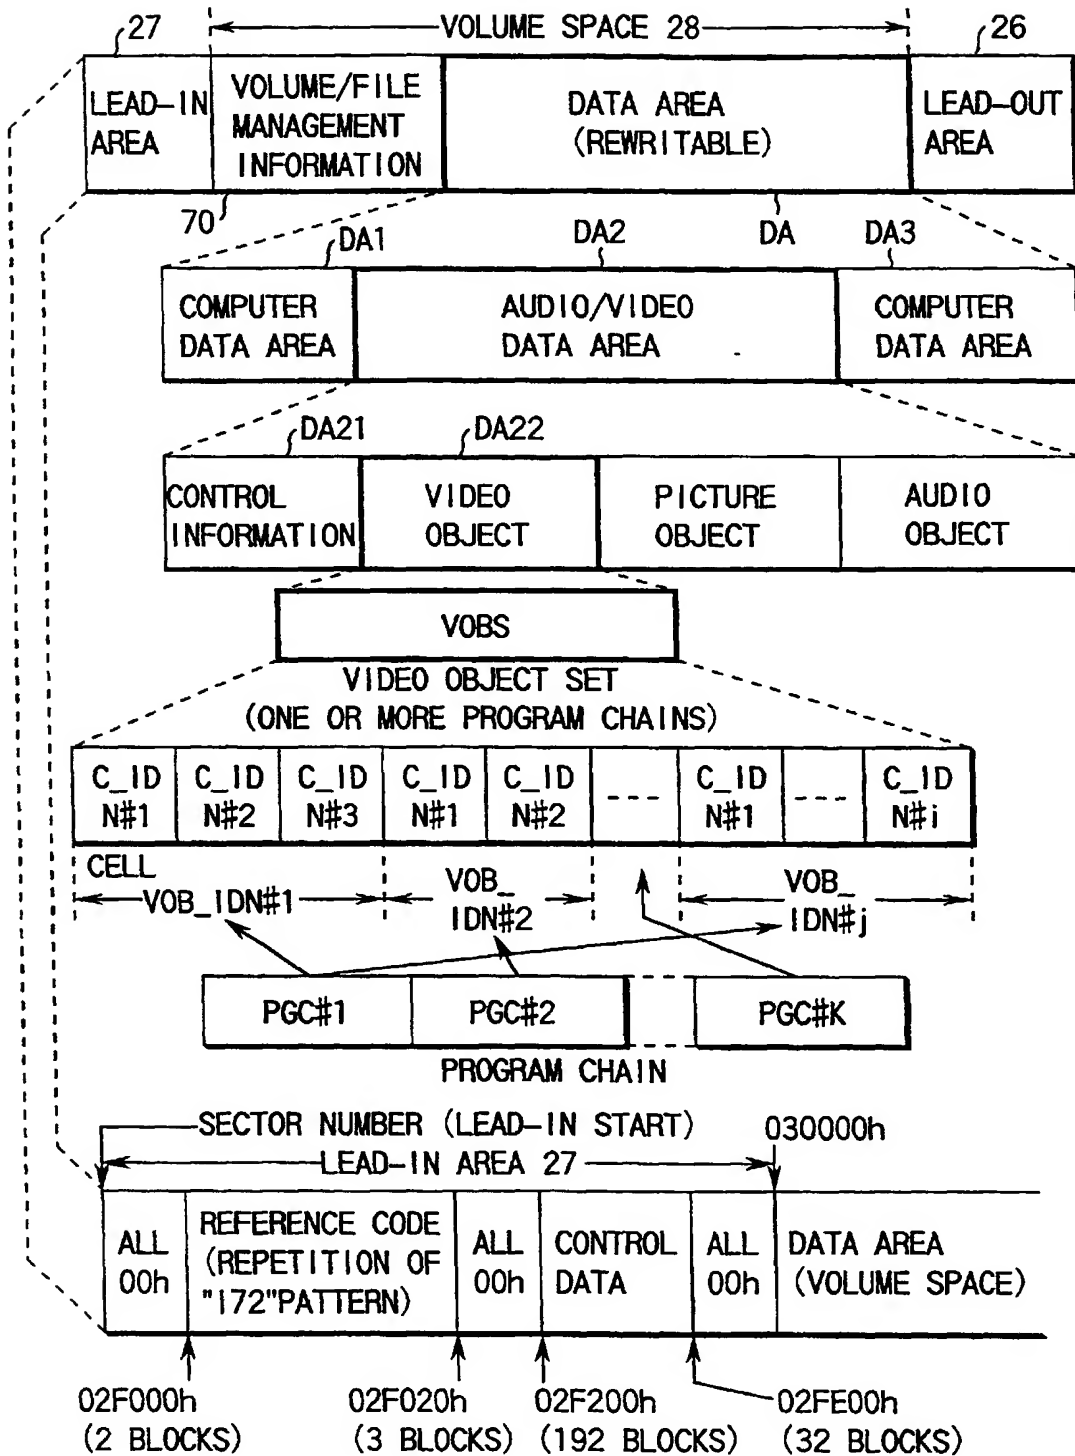 27
VOLUME SPACE 28
26
LEAD-IN
AREA
VOLUME/FILE
MANAGEMENT
INFORMATION
DATA AREA
(REWRITABLE)
LEAD-OUT
AREA
70
DA1
DA2
DA
DA3
COMPUTER
DATA AREA
AUDIO/VIDEO
DATA AREA
COMPUTER
DATA AREA
DA21
DA22
CONTROL
INFORMATION
VIDEO
OBJECT
PICTURE
OBJECT
AUDIO
OBJECT
VOBS
VIDEO OBJECT SET
(ONE OR MORE PROGRAM CHAINS)
C_ID
N#1
C_ID
N#2
C_ID
N#3
C_ID
N#1
C_ID
N#2
C_ID
N#1
C_ID
N#i
CELL
VOB_IDN#1
VOB_
IDN#2
VOB_
IDN#j
PGC#1
PGC#2
PGC#K
PROGRAM CHAIN
SECTOR NUMBER (LEAD-IN START)
030000h
LEAD-IN AREA 27
ALL
00h
REFERENCE CODE
(REPETITION OF
"172"PATTERN)
ALL
00h
CONTROL
DATA
ALL
00h
DATA AREA
(VOLUME SPACE)
02F000h
(2 BLOCKS)
02F020h
(3 BLOCKS)
02F200h
(192 BLOCKS)
02FE00h
(32 BLOCKS)